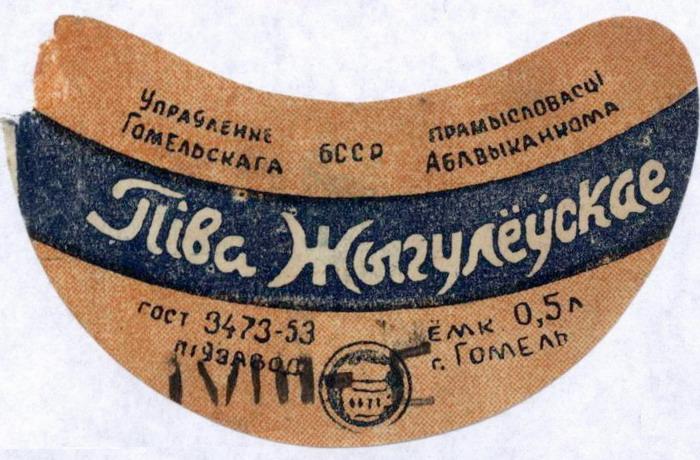 Упраўленне прамысловасці
Гомельскага БССР Аблвыканкома
Піва Жыгулёўскае
ГОСТ 3473-53 Ёмк 0,5 л
піўзавод г. Гомель